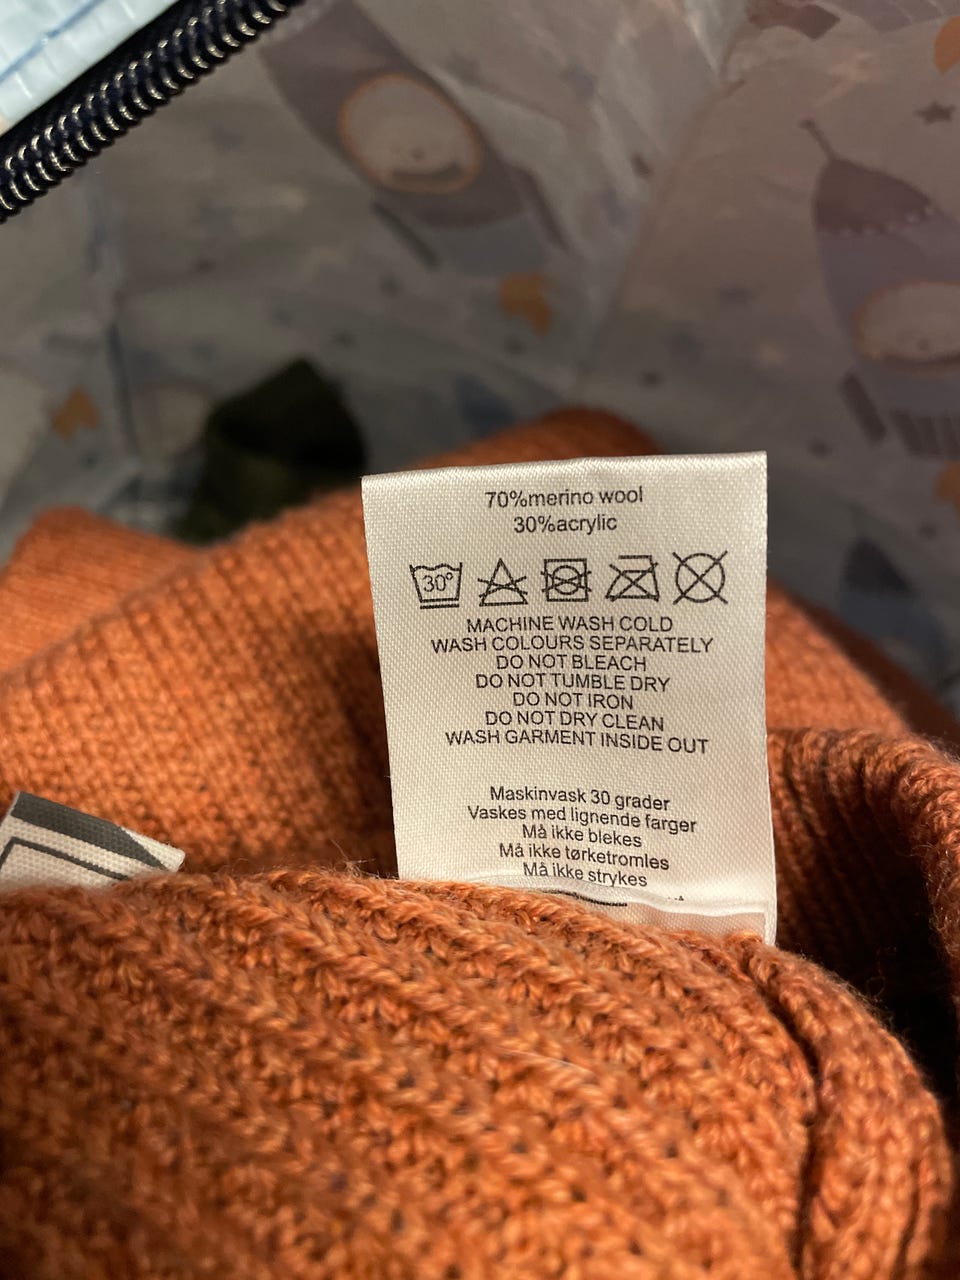 70%merino wool
30%acrylic
30°
MACHINE WASH COLD
WASH COLOURS SEPARATELY
DO NOT BLEACH
DO NOT TUMBLE DRY
DO NOT IRON
DO NOT DRY CLEAN
WASH GARMENT INSIDE OUT
Maskinvask 30 grader
Vaskes med lignende farger
Må ikke blekes
Må ikke tørketromles
Må ikke strykes